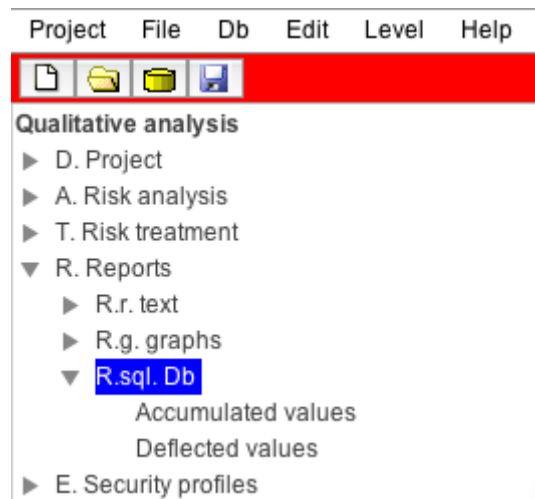 Project File Db Edit Level Help
Qualitative analysis
D. Project
A. Risk analysis
T. Risk treatment
R. Reports
R.r. text
R.g. graphs
R.sql. Db
Accumulated values
Deflected values
E. Security profiles